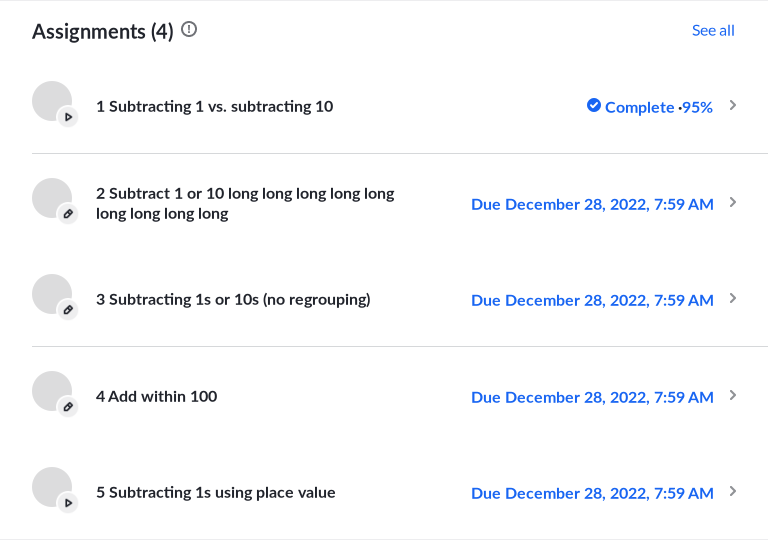 Assignments (4)
See all
1 Subtracting 1 vs. subtracting 10
Complete ·95%
2 Subtract 1 or 10 long long long long long
long long long long
Due December 28, 2022, 7:59 AM
3 Subtracting 1s or 10s (no regrouping)
Due December 28, 2022, 7:59 AM
4 Add within 100
Due December 28, 2022, 7:59 AM
5 Subtracting 1s using place value
Due December 28, 2022, 7:59 AM